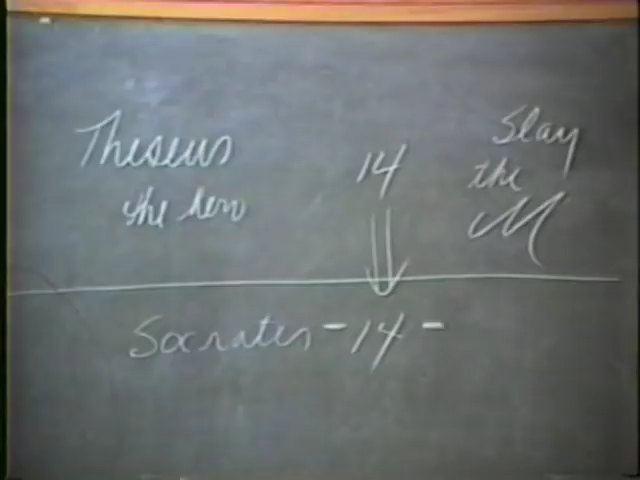 Theseus
the hero
14
Slay
the
M
Socrates - 14 -